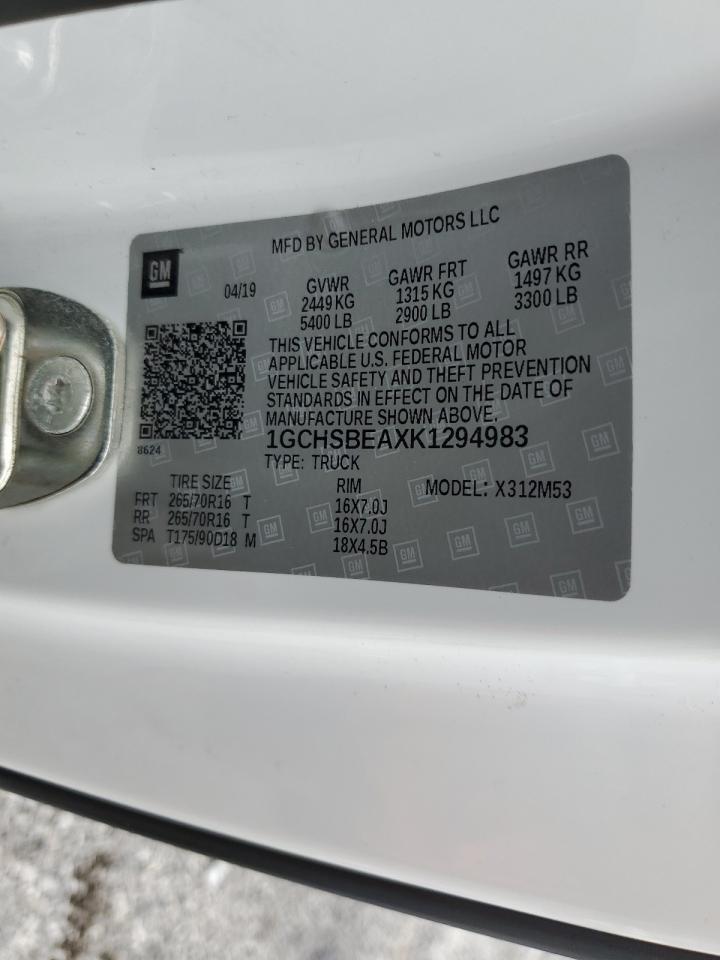 MFD BY GENERAL MOTORS LLC
GM
04/19 GVWR GAWR FRT GAWR RR
2449 KG 1315 KG 1497 KG
5400 LB 2900 LB 3300 LB
THIS VEHICLE CONFORMS TO ALL
APPLICABLE U.S. FEDERAL MOTOR
VEHICLE SAFETY AND THEFT PREVENTION
STANDARDS IN EFFECT ON THE DATE OF
MANUFACTURE SHOWN ABOVE.
8624
1GCHSBEAXK1294983
TYPE: TRUCK
TIRE SIZE RIM MODEL: X312M53
FRT 265/70R16 T 16X7.0J
RR 265/70R16 T 16X7.0J
SPA T175/90D18 M 18X4.5B